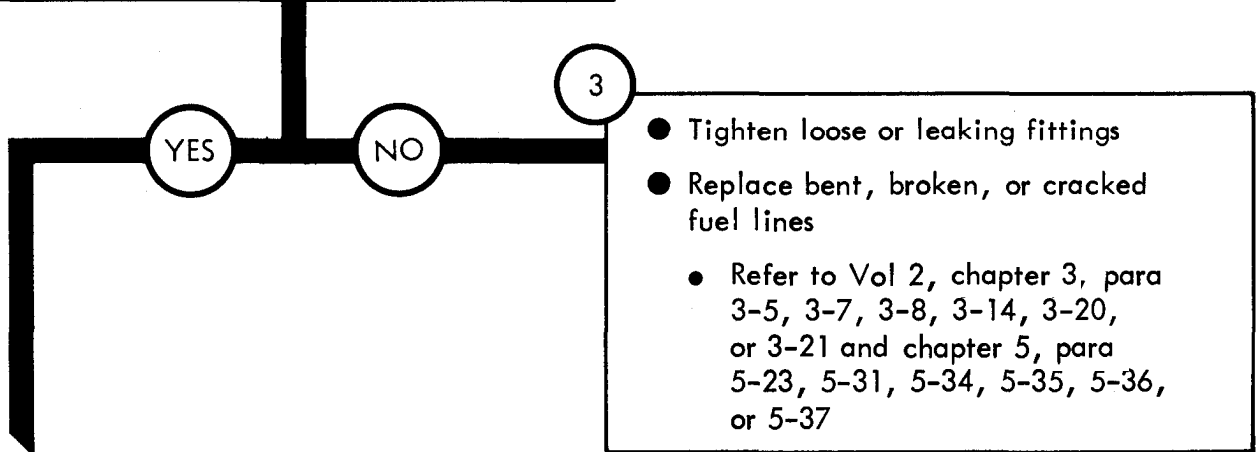 3
YES
NO
● Tighten loose or leaking fittings
● Replace bent, broken, or cracked
fuel lines
● Refer to Vol 2, chapter 3, para
3-5, 3-7, 3-8, 3-14, 3-20,
or 3-21 and chapter 5, para
5-23, 5-31, 5-34, 5-35, 5-36,
or 5-37